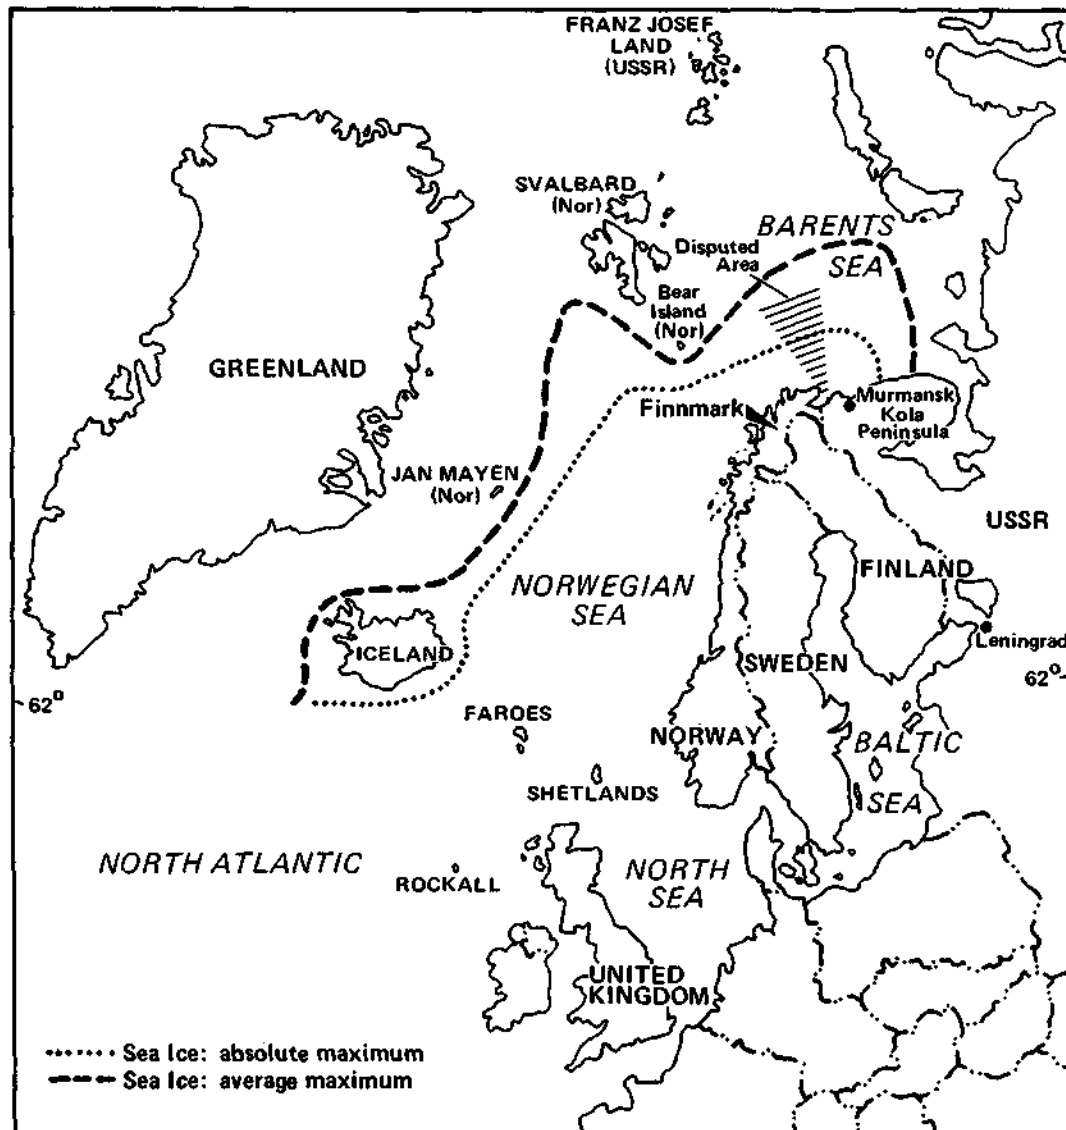 FRANZ JOSEF
LAND
(USSR)
SVALBARD
(Nor)
BARENTS
SEA
Disputed
Area
Bear
Island
(Nor)
GREENLAND
Finnmark
Murmansk
Kola
Peninsula
JAN MAYEN
(Nor)
USSR
NORWEGIAN
SEA
FINLAND
ICELAND
SWEDEN
Leningrad
62°
62°
FAROES
NORWAY
BALTIC
SEA
SHETLANDS
NORTH ATLANTIC
ROCKALL
NORTH
SEA
UNITED
KINGDOM
Sea Ice: absolute maximum
Sea Ice: average maximum